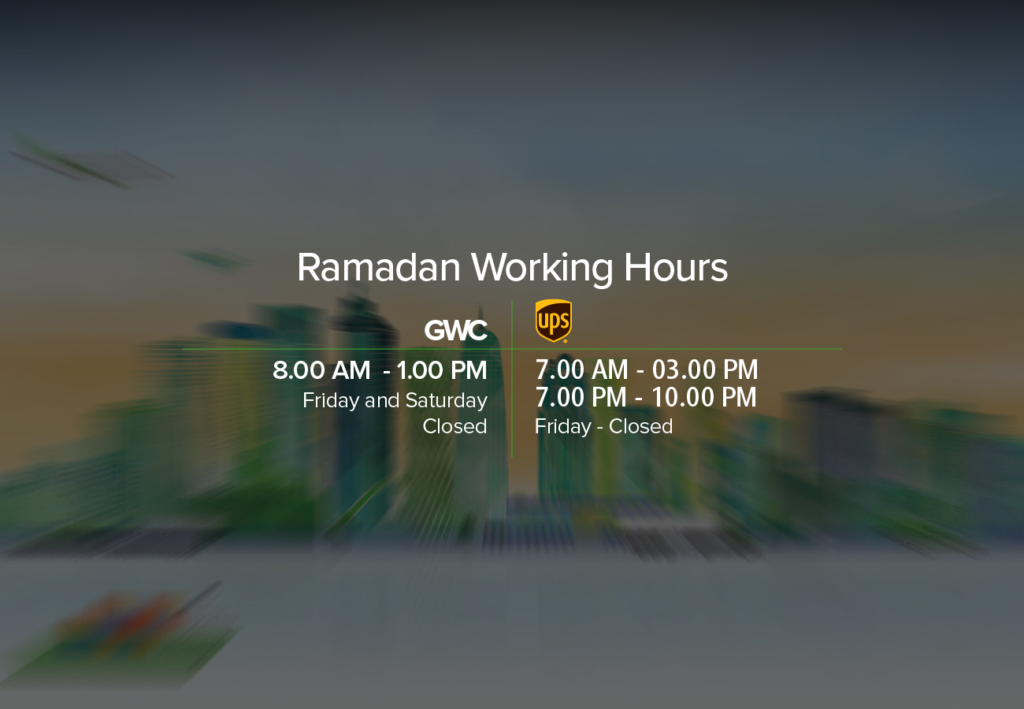 Ramadan Working Hours
GWC
8.00 AM - 1.00 PM
Friday and Saturday
Closed
ups
7.00 AM - 03.00 PM
7.00 PM - 10.00 PM
Friday - Closed